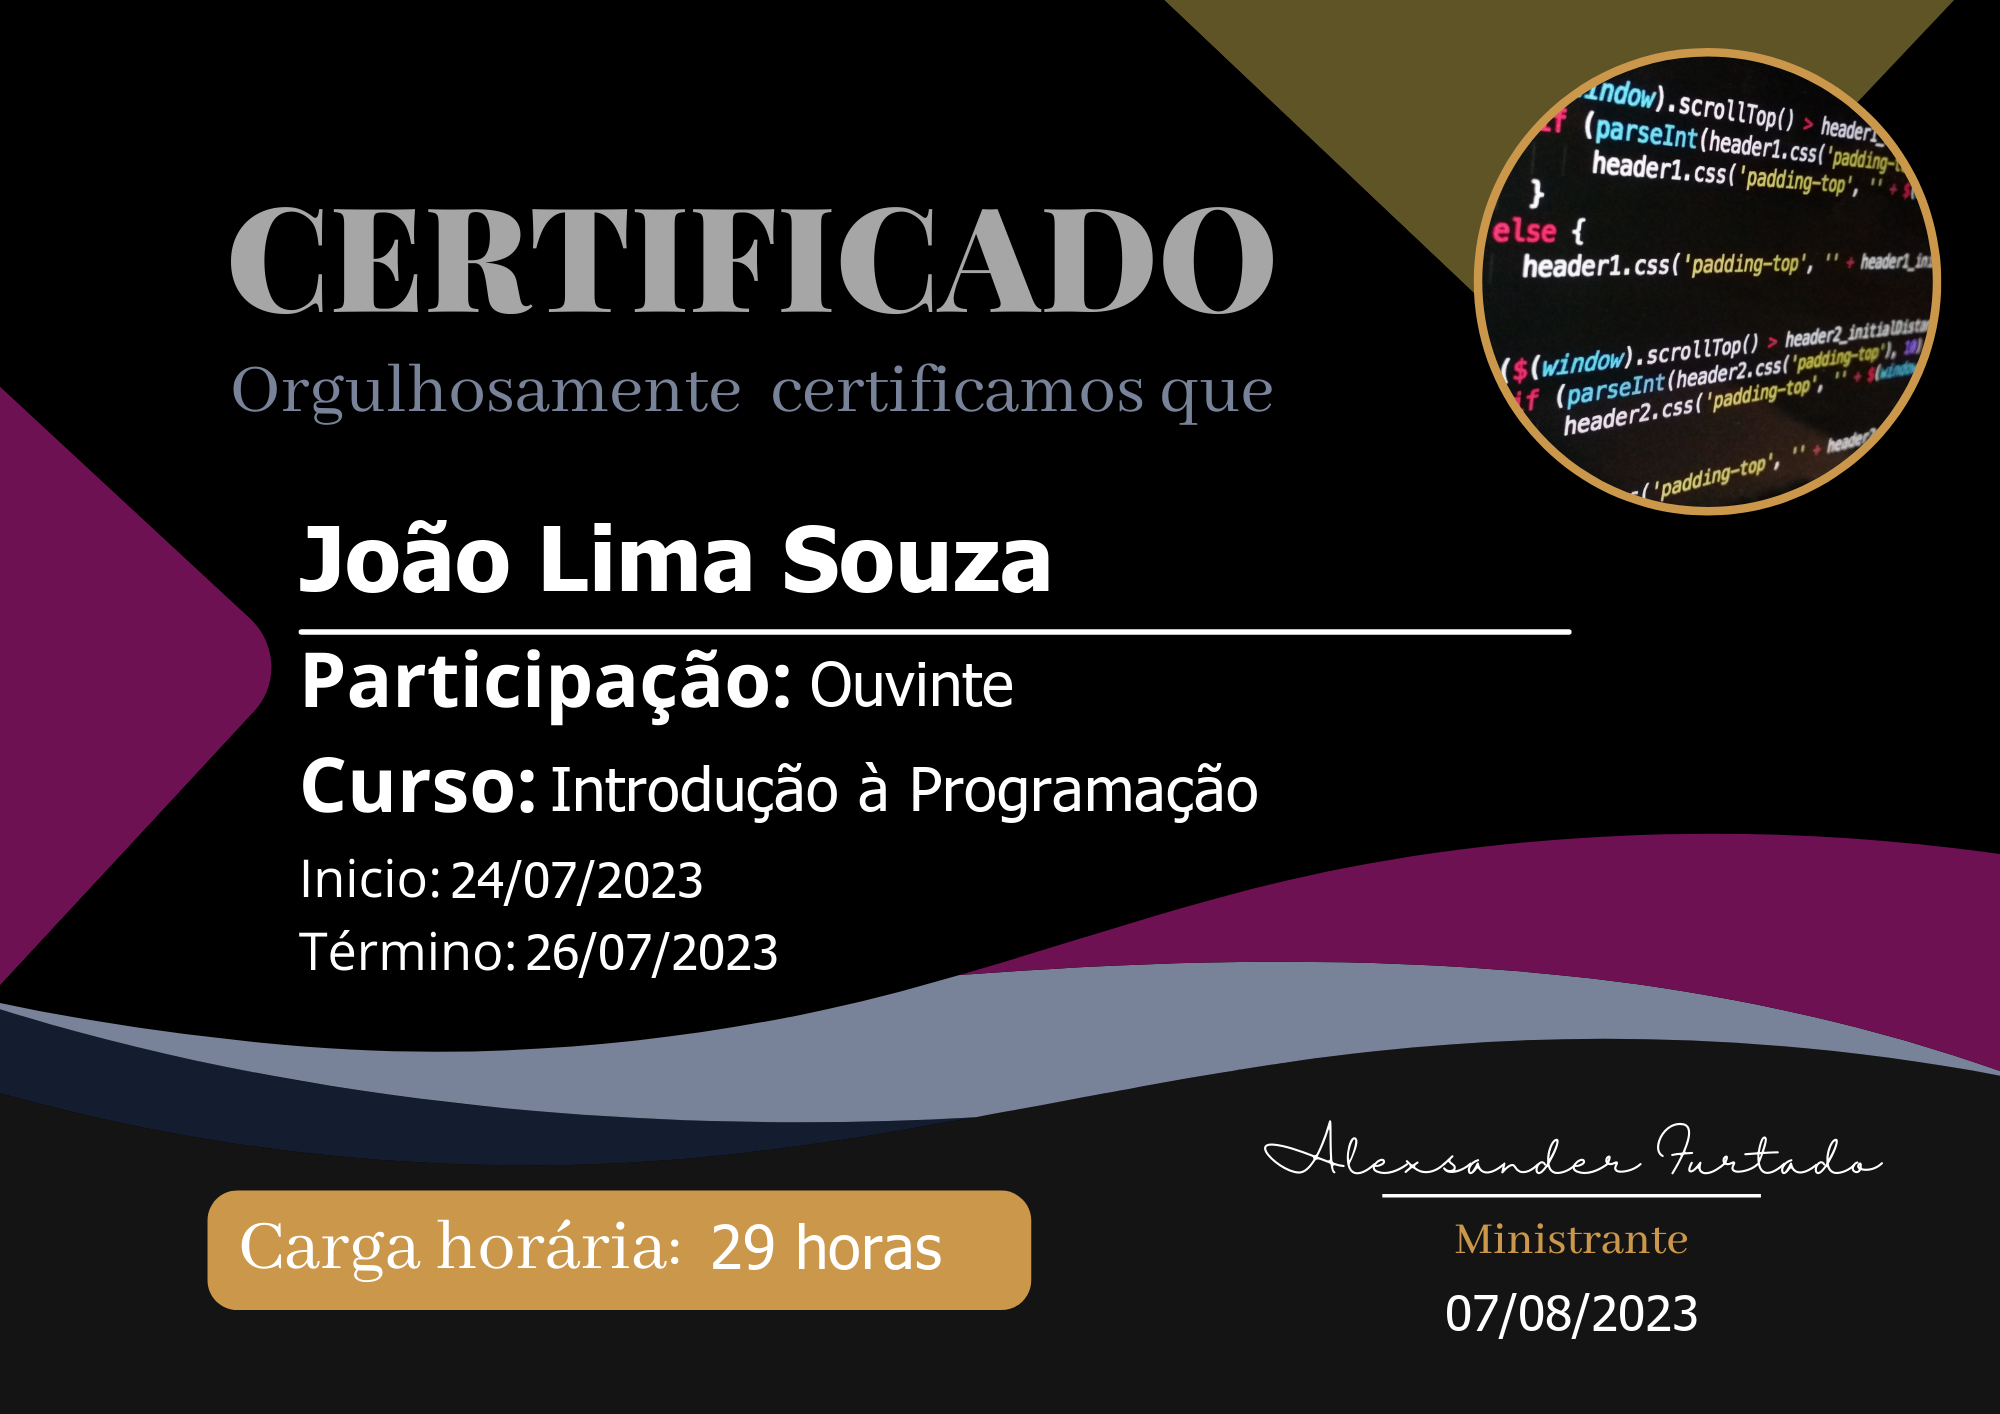 CERTIFICADO
Orgulhosamente certificamos que
João Lima Souza
Participação: Ouvinte
Curso: Introdução à Programação
Inicio: 24/07/2023
Término: 26/07/2023
Carga horária: 29 horas
Alexsander Furtado
Ministrante
07/08/2023
window).scrollTop() > header1_
if (parseInt(header1.css('padding-
header1.css('padding-top', '' + $(
}
else {
header1.css('padding-top', '' + header1_ini
($(window).scrollTop() > header2_initialDista
if (parseInt(header2.css('padding-top'), 10)
header2.css('padding-top', '' + $(window
('padding-top', '' + header2